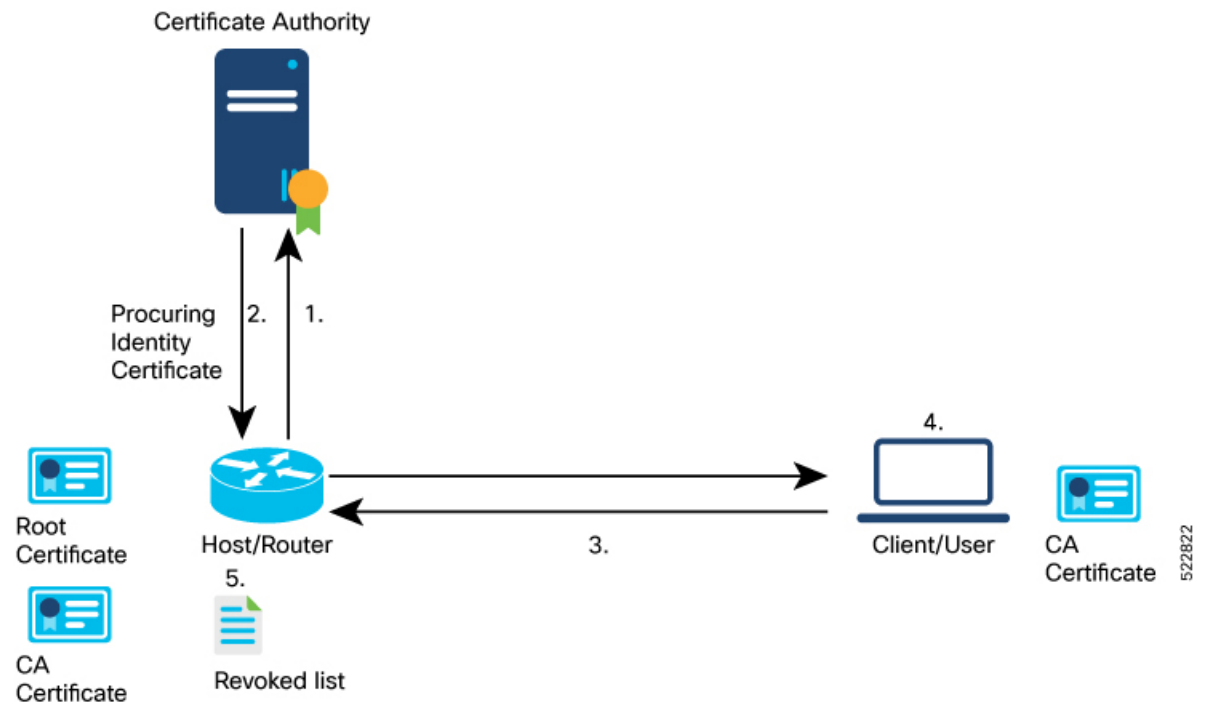 Certificate Authority
Procuring
Identity
Certificate
2.
1.
4.
Root
Certificate
Host/Router
3.
Client/User
CA
Certificate
522822
5.
CA
Certificate
Revoked list